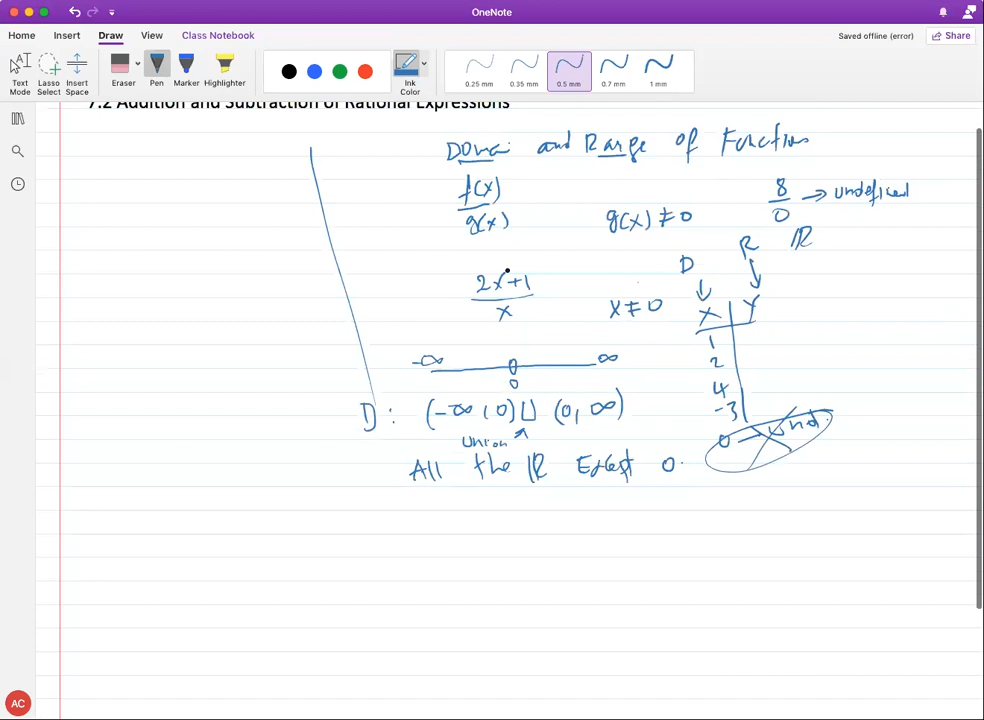 OneNote
Home Insert Draw View Class Notebook
Saved offline (error) Share
Text Mode
Lasso Select
Insert Space
Eraser
Pen
Marker
Highlighter
Ink Color
0.25 mm 0.35 mm 0.5 mm 0.7 mm 1 mm
7.2 Addition and Subtraction of Rational Expressions
Domai and Range of Function
f(x)/g(x) g(x) ≠ 0 8/0 → undefined
R ℝ
D
2x+1/x x ≠ 0
X Y
1
2
4
-3
0 → und.
-∞ 0 ∞
0
D: (-∞, 0) ∪ (0, ∞)
Union
All the ℝ Except 0.
AC